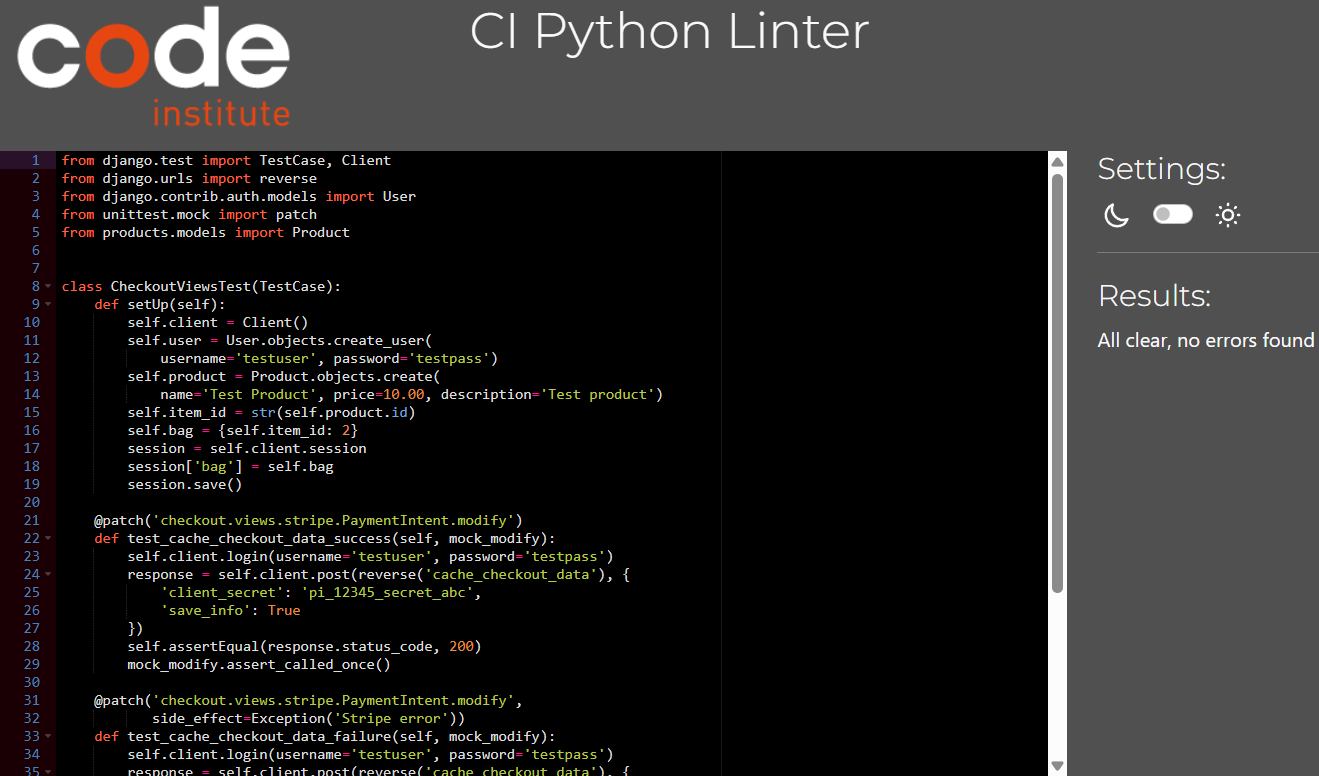 code
institute
CI Python Linter
1 from django.test import TestCase, Client
2 from django.urls import reverse
3 from django.contrib.auth.models import User
4 from unittest.mock import patch
5 from products.models import Product
6
7
8 class CheckoutViewsTest(TestCase):
9     def setUp(self):
10         self.client = Client()
11         self.user = User.objects.create_user(
12             username='testuser', password='testpass')
13         self.product = Product.objects.create(
14             name='Test Product', price=10.00, description='Test product')
15         self.item_id = str(self.product.id)
16         self.bag = {self.item_id: 2}
17         session = self.client.session
18         session['bag'] = self.bag
19         session.save()
20
21     @patch('checkout.views.stripe.PaymentIntent.modify')
22     def test_cache_checkout_data_success(self, mock_modify):
23         self.client.login(username='testuser', password='testpass')
24         response = self.client.post(reverse('cache_checkout_data'), {
25             'client_secret': 'pi_12345_secret_abc',
26             'save_info': True
27         })
28         self.assertEqual(response.status_code, 200)
29         mock_modify.assert_called_once()
30
31     @patch('checkout.views.stripe.PaymentIntent.modify',
32            side_effect=Exception('Stripe error'))
33     def test_cache_checkout_data_failure(self, mock_modify):
34         self.client.login(username='testuser', password='testpass')
35         response = self.client.post(reverse('cache_checkout_data'), {
Settings:
Results:
All clear, no errors found